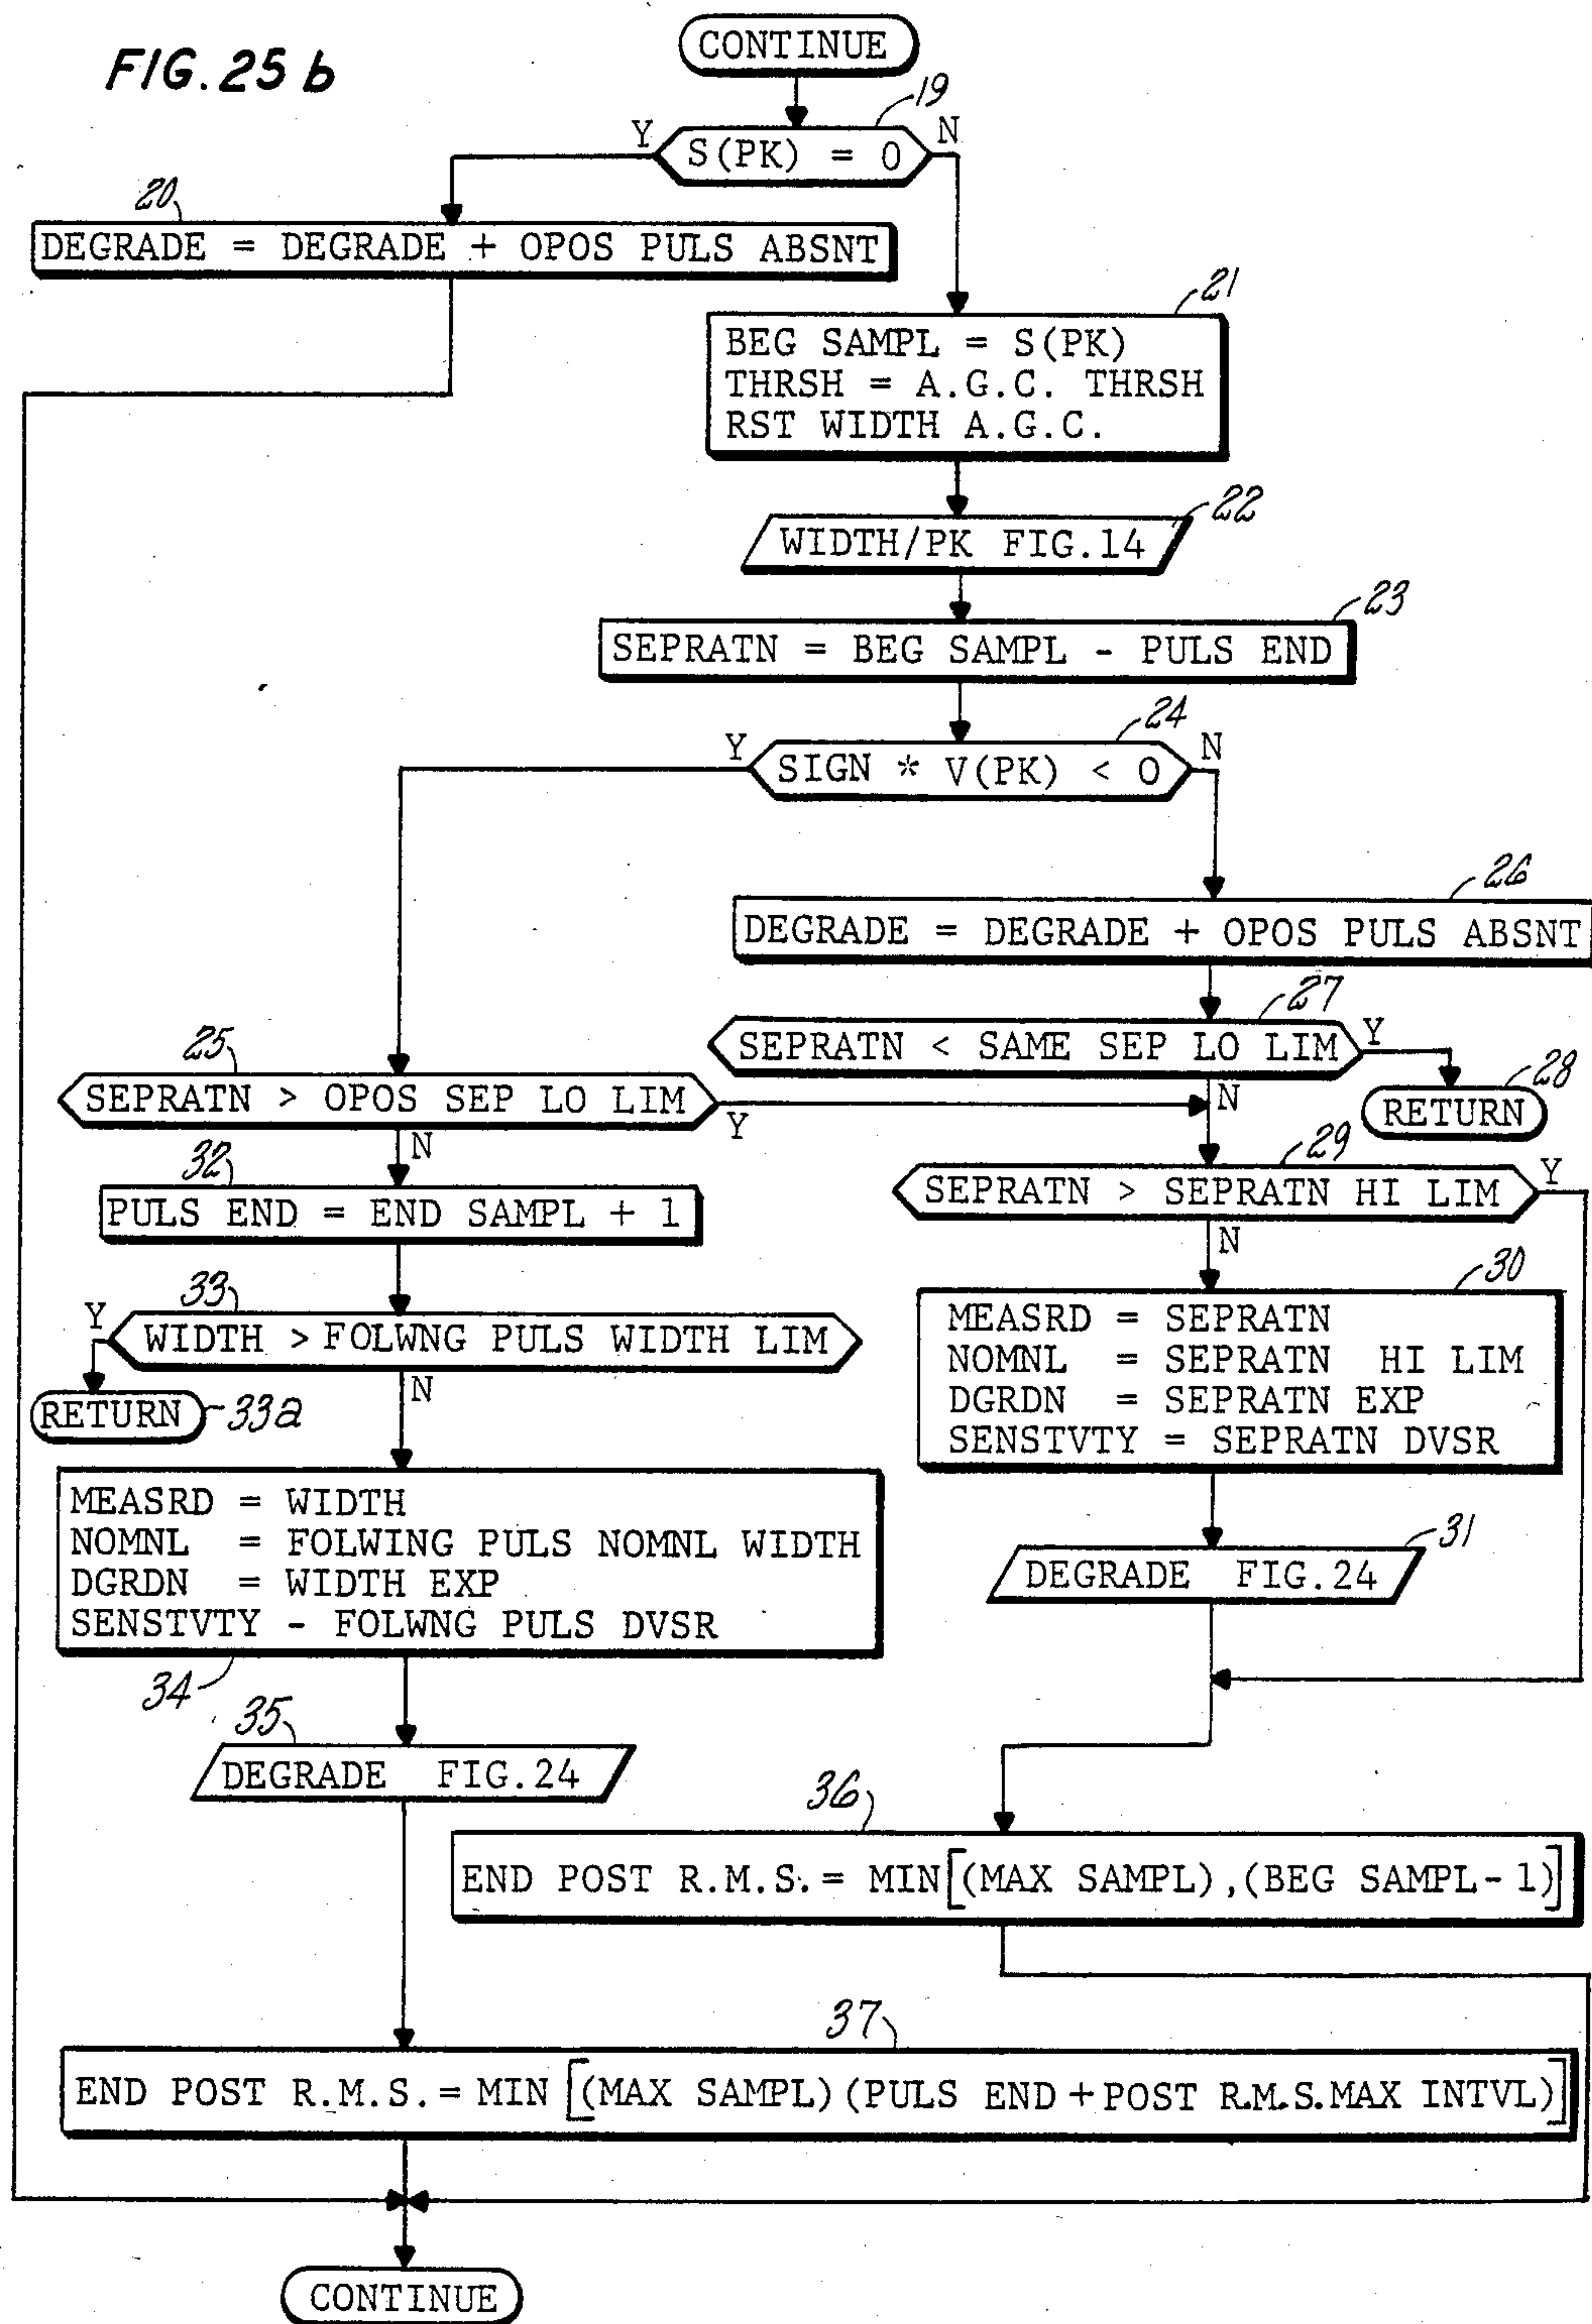 FIG. 25 b
CONTINUE
19
Y
S(PK) = 0
N
20
DEGRADE = DEGRADE + OPOS PULS ABSNT
21
BEG SAMPL = S(PK)
THRSH = A.G.C. THRSH
RST WIDTH A.G.C.
22
WIDTH/PK FIG.14
23
SEPRATN = BEG SAMPL - PULS END
24
Y
SIGN * V(PK) < 0
N
26
DEGRADE = DEGRADE + OPOS PULS ABSNT
27
SEPRATN < SAME SEP LO LIM
Y
28
RETURN
N
25
SEPRATN > OPOS SEP LO LIM
Y
N
29
SEPRATN > SEPRATN HI LIM
Y
N
32
PULS END = END SAMPL + 1
30
MEASRD = SEPRATN
NOMNL = SEPRATN HI LIM
DGRDN = SEPRATN EXP
SENSTVTY = SEPRATN DVSR
33
Y
WIDTH > FOLWNG PULS WIDTH LIM
N
RETURN
33a
MEASRD = WIDTH
NOMNL = FOLWING PULS NOMNL WIDTH
DGRDN = WIDTH EXP
SENSTVTY - FOLWNG PULS DVSR
34
31
DEGRADE FIG.24
35
DEGRADE FIG.24
36
END POST R.M.S. = MIN[(MAX SAMPL),(BEG SAMPL-1)]
37
END POST R.M.S. = MIN [(MAX SAMPL)(PULS END + POST R.M.S. MAX INTVL)]
CONTINUE